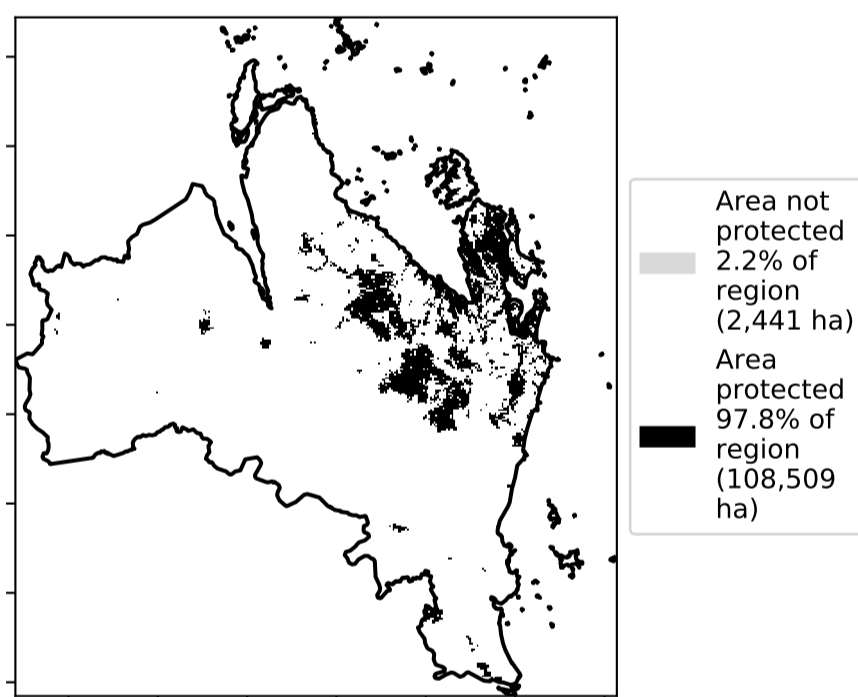 Area not
protected
2.2% of
region
(2,441 ha)
Area
protected
97.8% of
region
(108,509
ha)